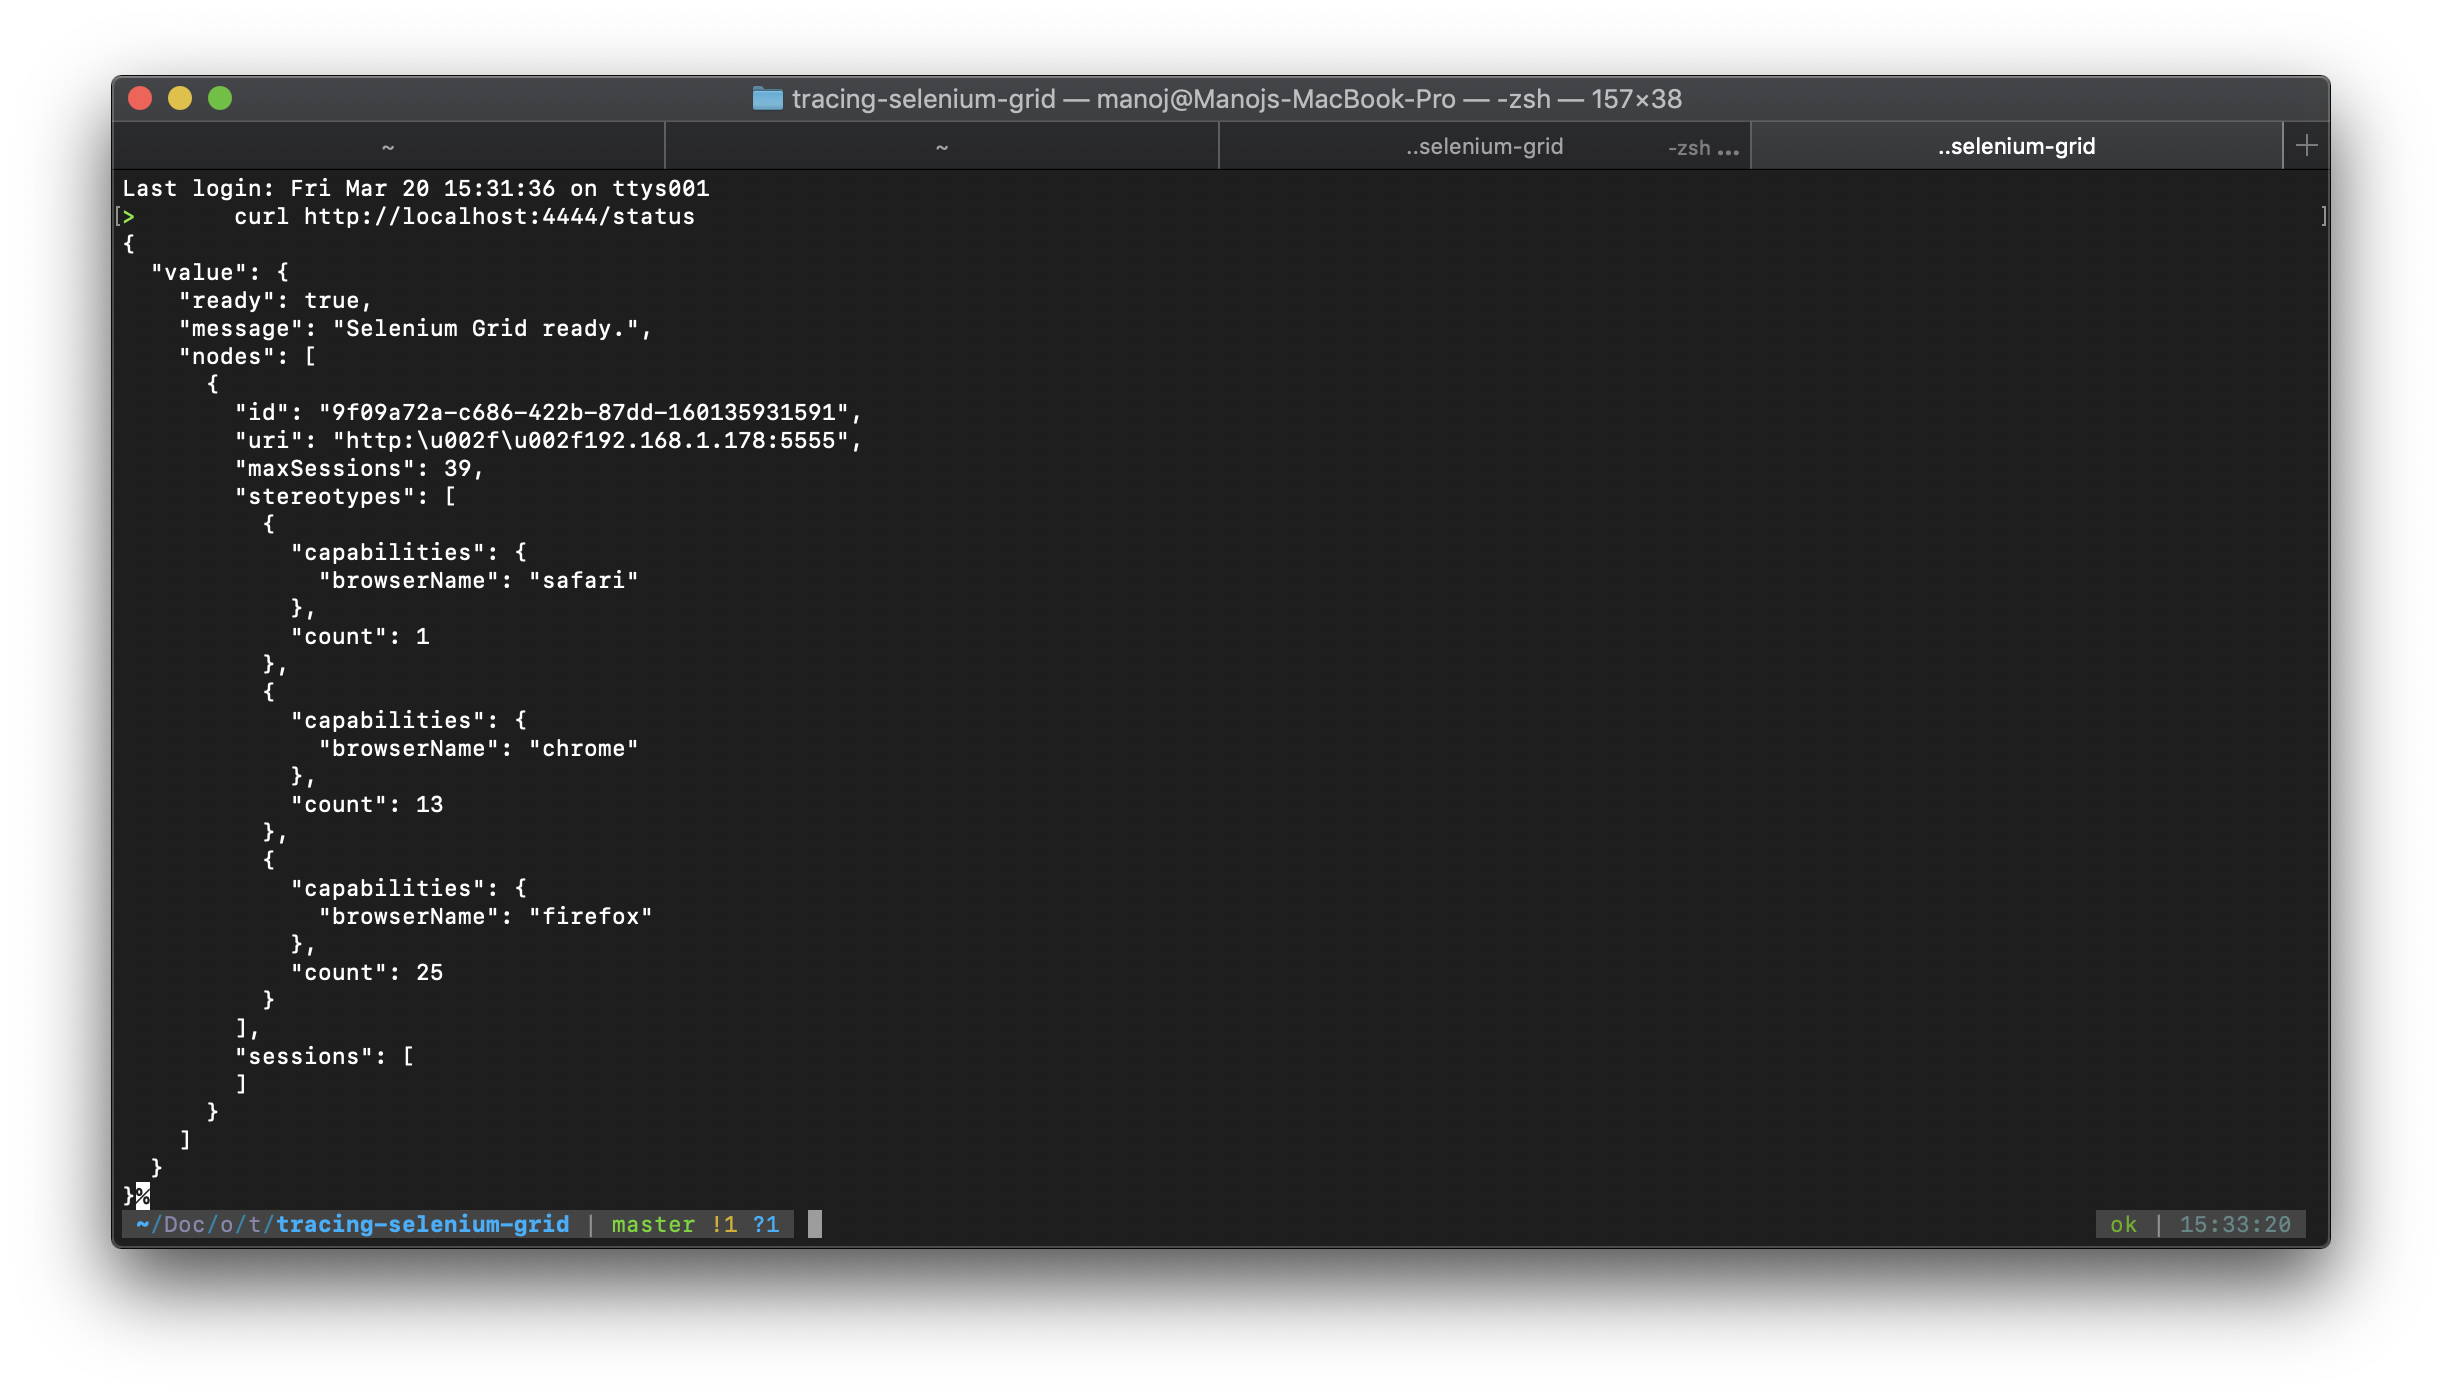 tracing-selenium-grid — manoj@Manojs-MacBook-Pro — -zsh — 157×38
~ ~ ..selenium-grid -zsh ... ..selenium-grid +
Last login: Fri Mar 20 15:31:36 on ttys001
[>       curl http://localhost:4444/status ]
{
  "value": {
    "ready": true,
    "message": "Selenium Grid ready.",
    "nodes": [
      {
        "id": "9f09a72a-c686-422b-87dd-160135931591",
        "uri": "http:\u002f\u002f192.168.1.178:5555",
        "maxSessions": 39,
        "stereotypes": [
          {
            "capabilities": {
              "browserName": "safari"
            },
            "count": 1
          },
          {
            "capabilities": {
              "browserName": "chrome"
            },
            "count": 13
          },
          {
            "capabilities": {
              "browserName": "firefox"
            },
            "count": 25
          }
        ],
        "sessions": [
        ]
      }
    ]
  }
}%
~/Doc/o/t/tracing-selenium-grid | master !1 ?1 ok | 15:33:20